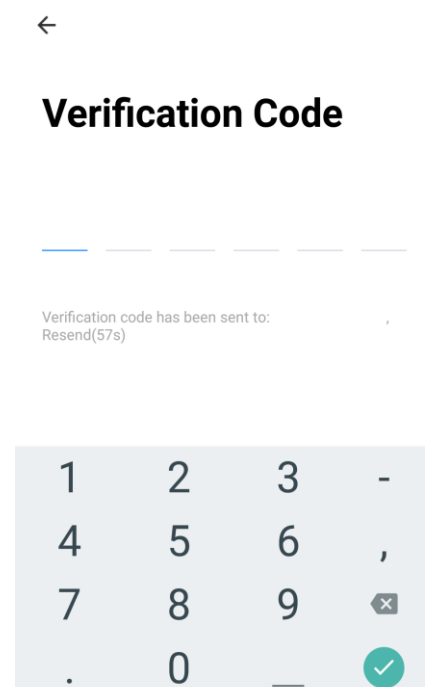 Verification Code
Verification code has been sent to: ,
Resend(57s)
1 2 3 -
4 5 6 ,
7 8 9
. 0 _